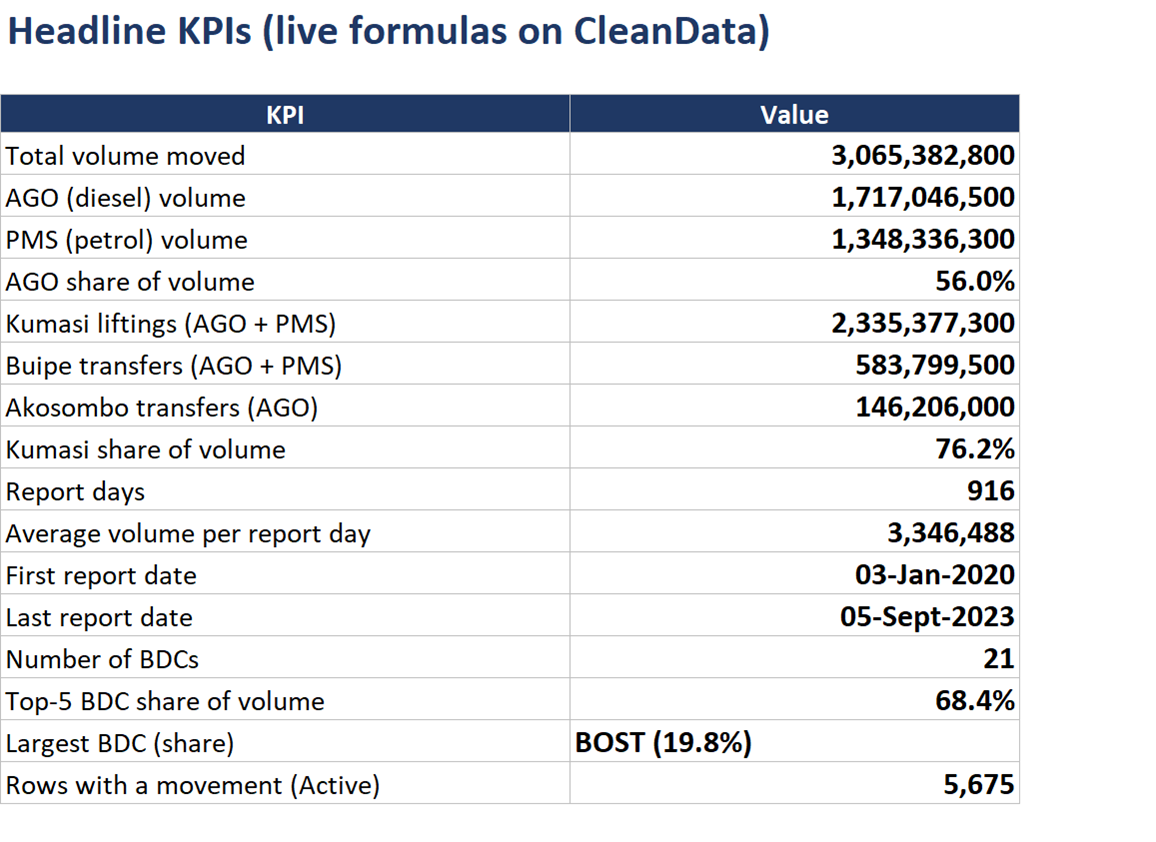 Headline KPIs (live formulas on CleanData)
KPI Value
Total volume moved 3,065,382,800
AGO (diesel) volume 1,717,046,500
PMS (petrol) volume 1,348,336,300
AGO share of volume 56.0%
Kumasi liftings (AGO + PMS) 2,335,377,300
Buipe transfers (AGO + PMS) 583,799,500
Akosombo transfers (AGO) 146,206,000
Kumasi share of volume 76.2%
Report days 916
Average volume per report day 3,346,488
First report date 03-Jan-2020
Last report date 05-Sept-2023
Number of BDCs 21
Top-5 BDC share of volume 68.4%
Largest BDC (share) BOST (19.8%)
Rows with a movement (Active) 5,675